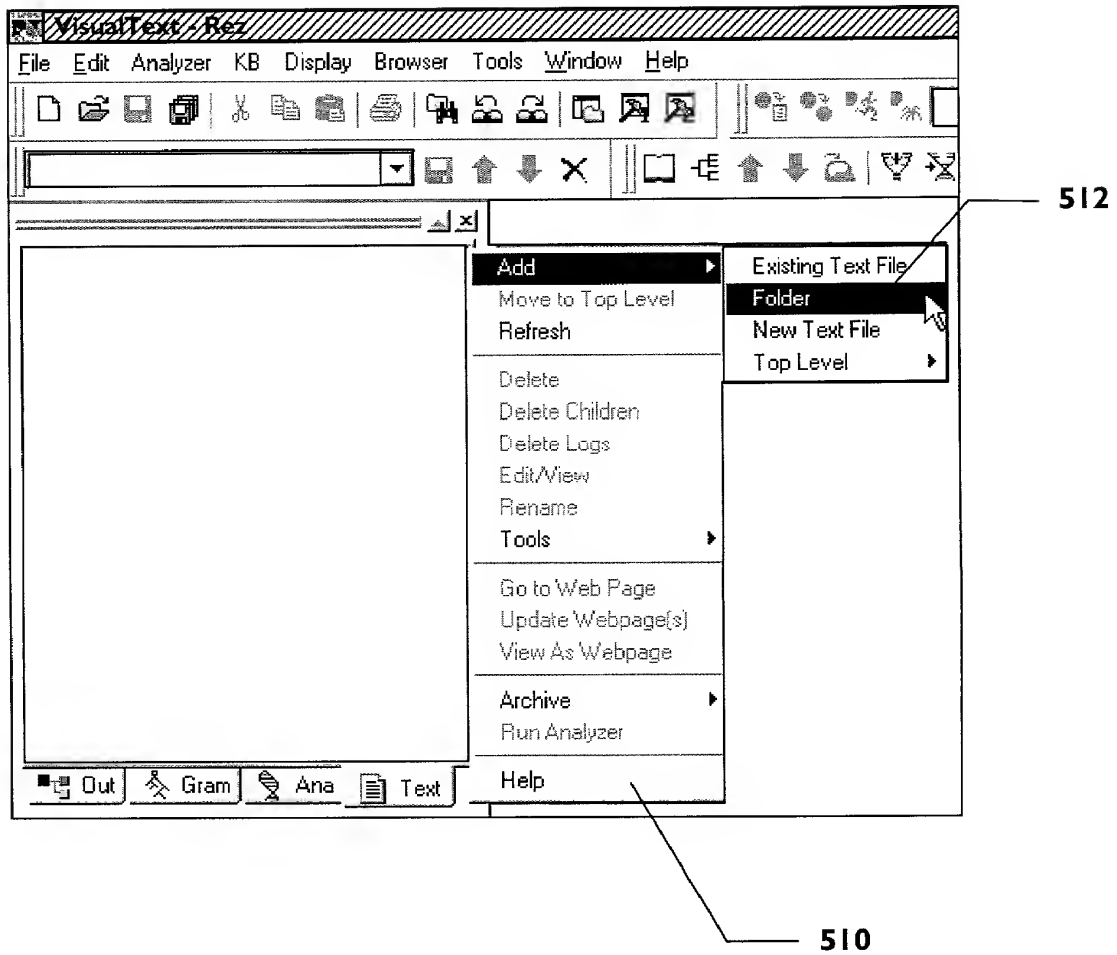 VisualText - Rez
File Edit Analyzer KB Display Browser Tools Window Help
512
Add
Existing Text File
Move to Top Level
Folder
Refresh
New Text File
Top Level
Delete
Delete Children
Delete Logs
Edit/View
Rename
Tools
Go to Web Page
Update Webpage(s)
View As Webpage
Archive
Run Analyzer
Help
Out Gram Ana Text
510